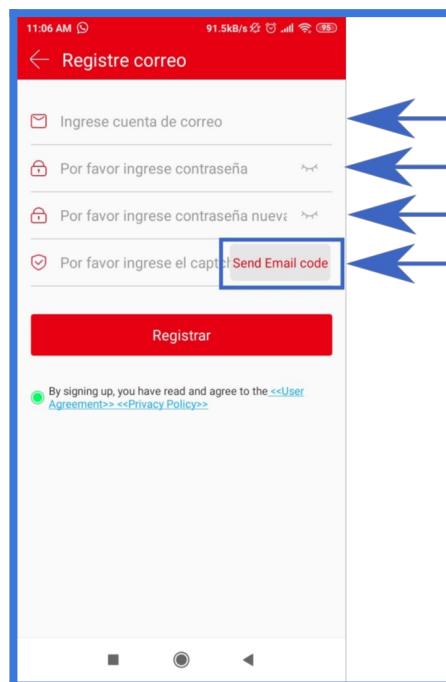 11:06 AM 91.5kB/s 95
Registre correo
Ingrese cuenta de correo
Por favor ingrese contraseña
Por favor ingrese contraseña nueva
Por favor ingrese el captch Send Email code
Registrar
By signing up, you have read and agree to the <<User
Agreement>> <<Privacy Policy>>